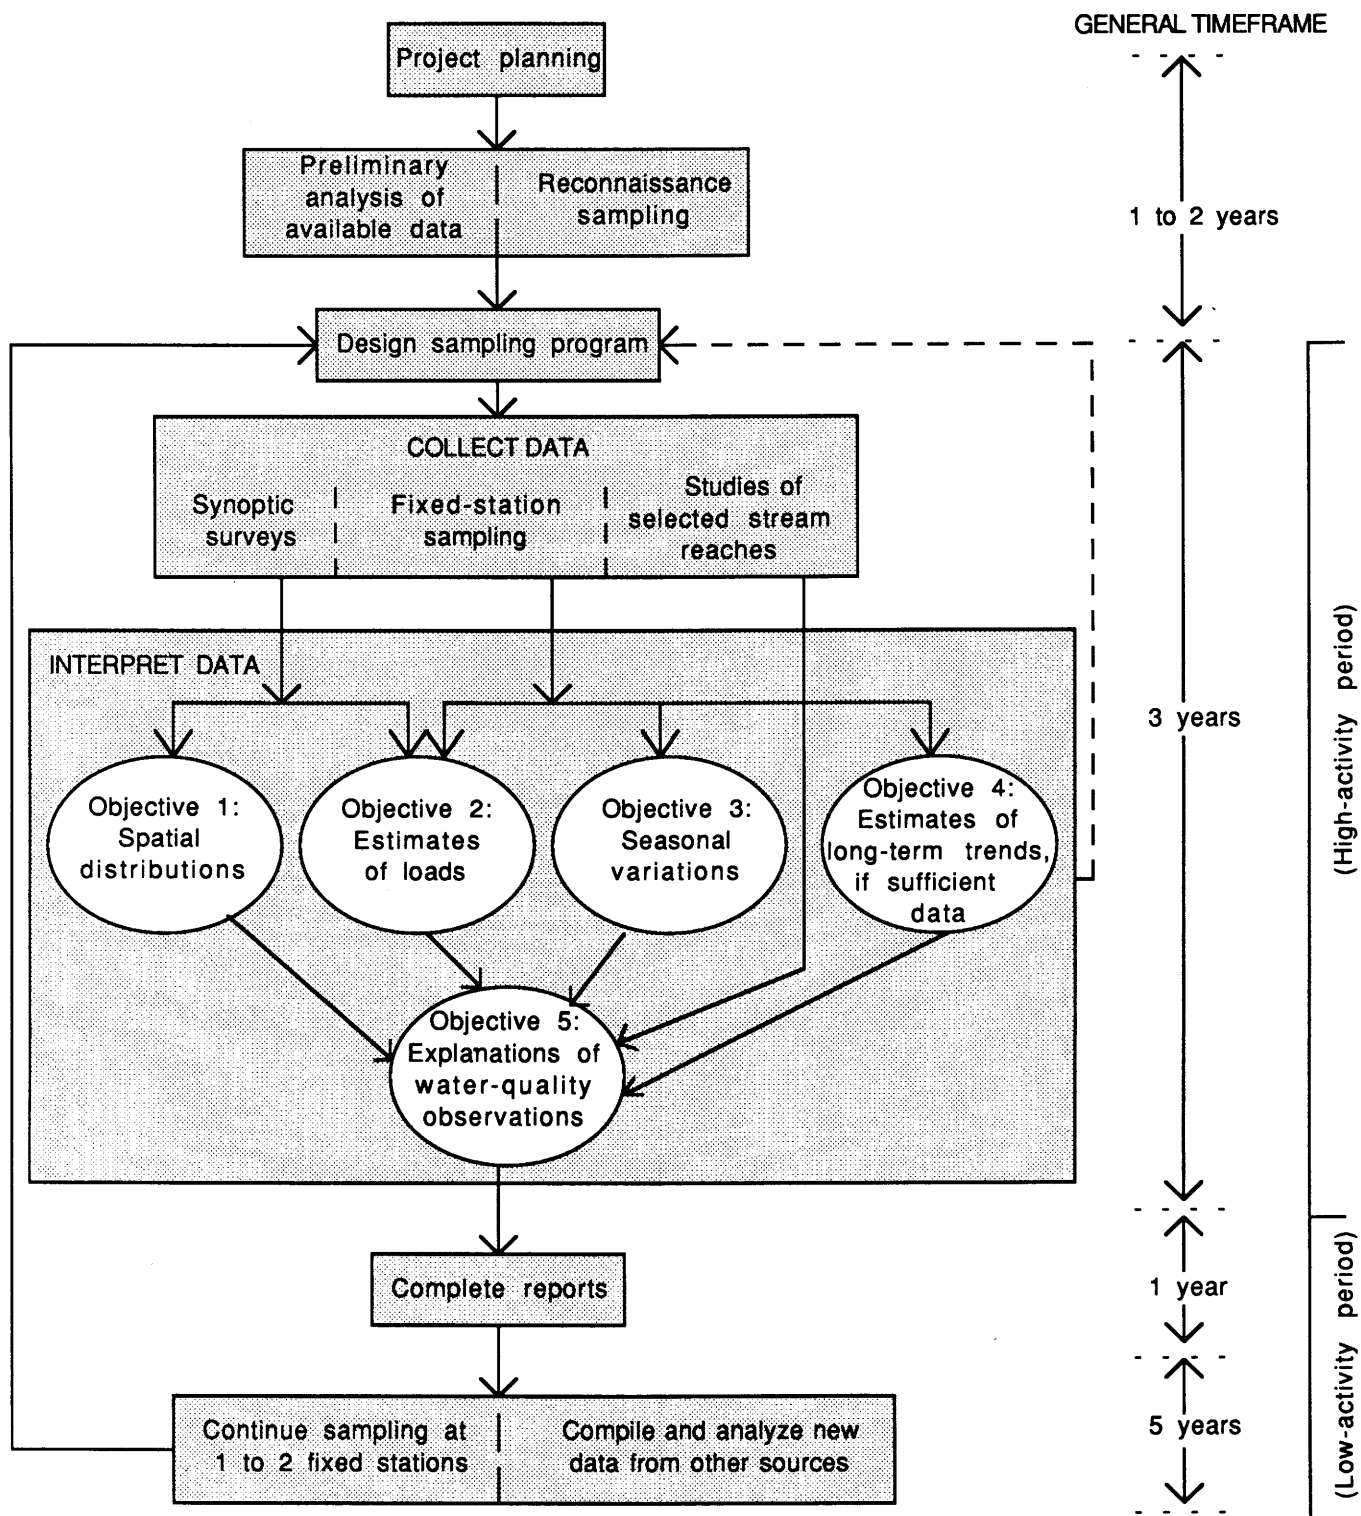 GENERAL TIMEFRAME
Project planning
Preliminary
analysis of
available data
Reconnaissance
sampling
1 to 2 years
Design sampling program
COLLECT DATA
Synoptic
surveys
Fixed-station
sampling
Studies of
selected stream
reaches
INTERPRET DATA
3 years
(High-activity period)
Objective 1:
Spatial
distributions
Objective 2:
Estimates
of loads
Objective 3:
Seasonal
variations
Objective 4:
Estimates of
long-term trends,
if sufficient
data
Objective 5:
Explanations of
water-quality
observations
Complete reports
1 year
(Low-activity period)
Continue sampling at
1 to 2 fixed stations
Compile and analyze new
data from other sources
5 years